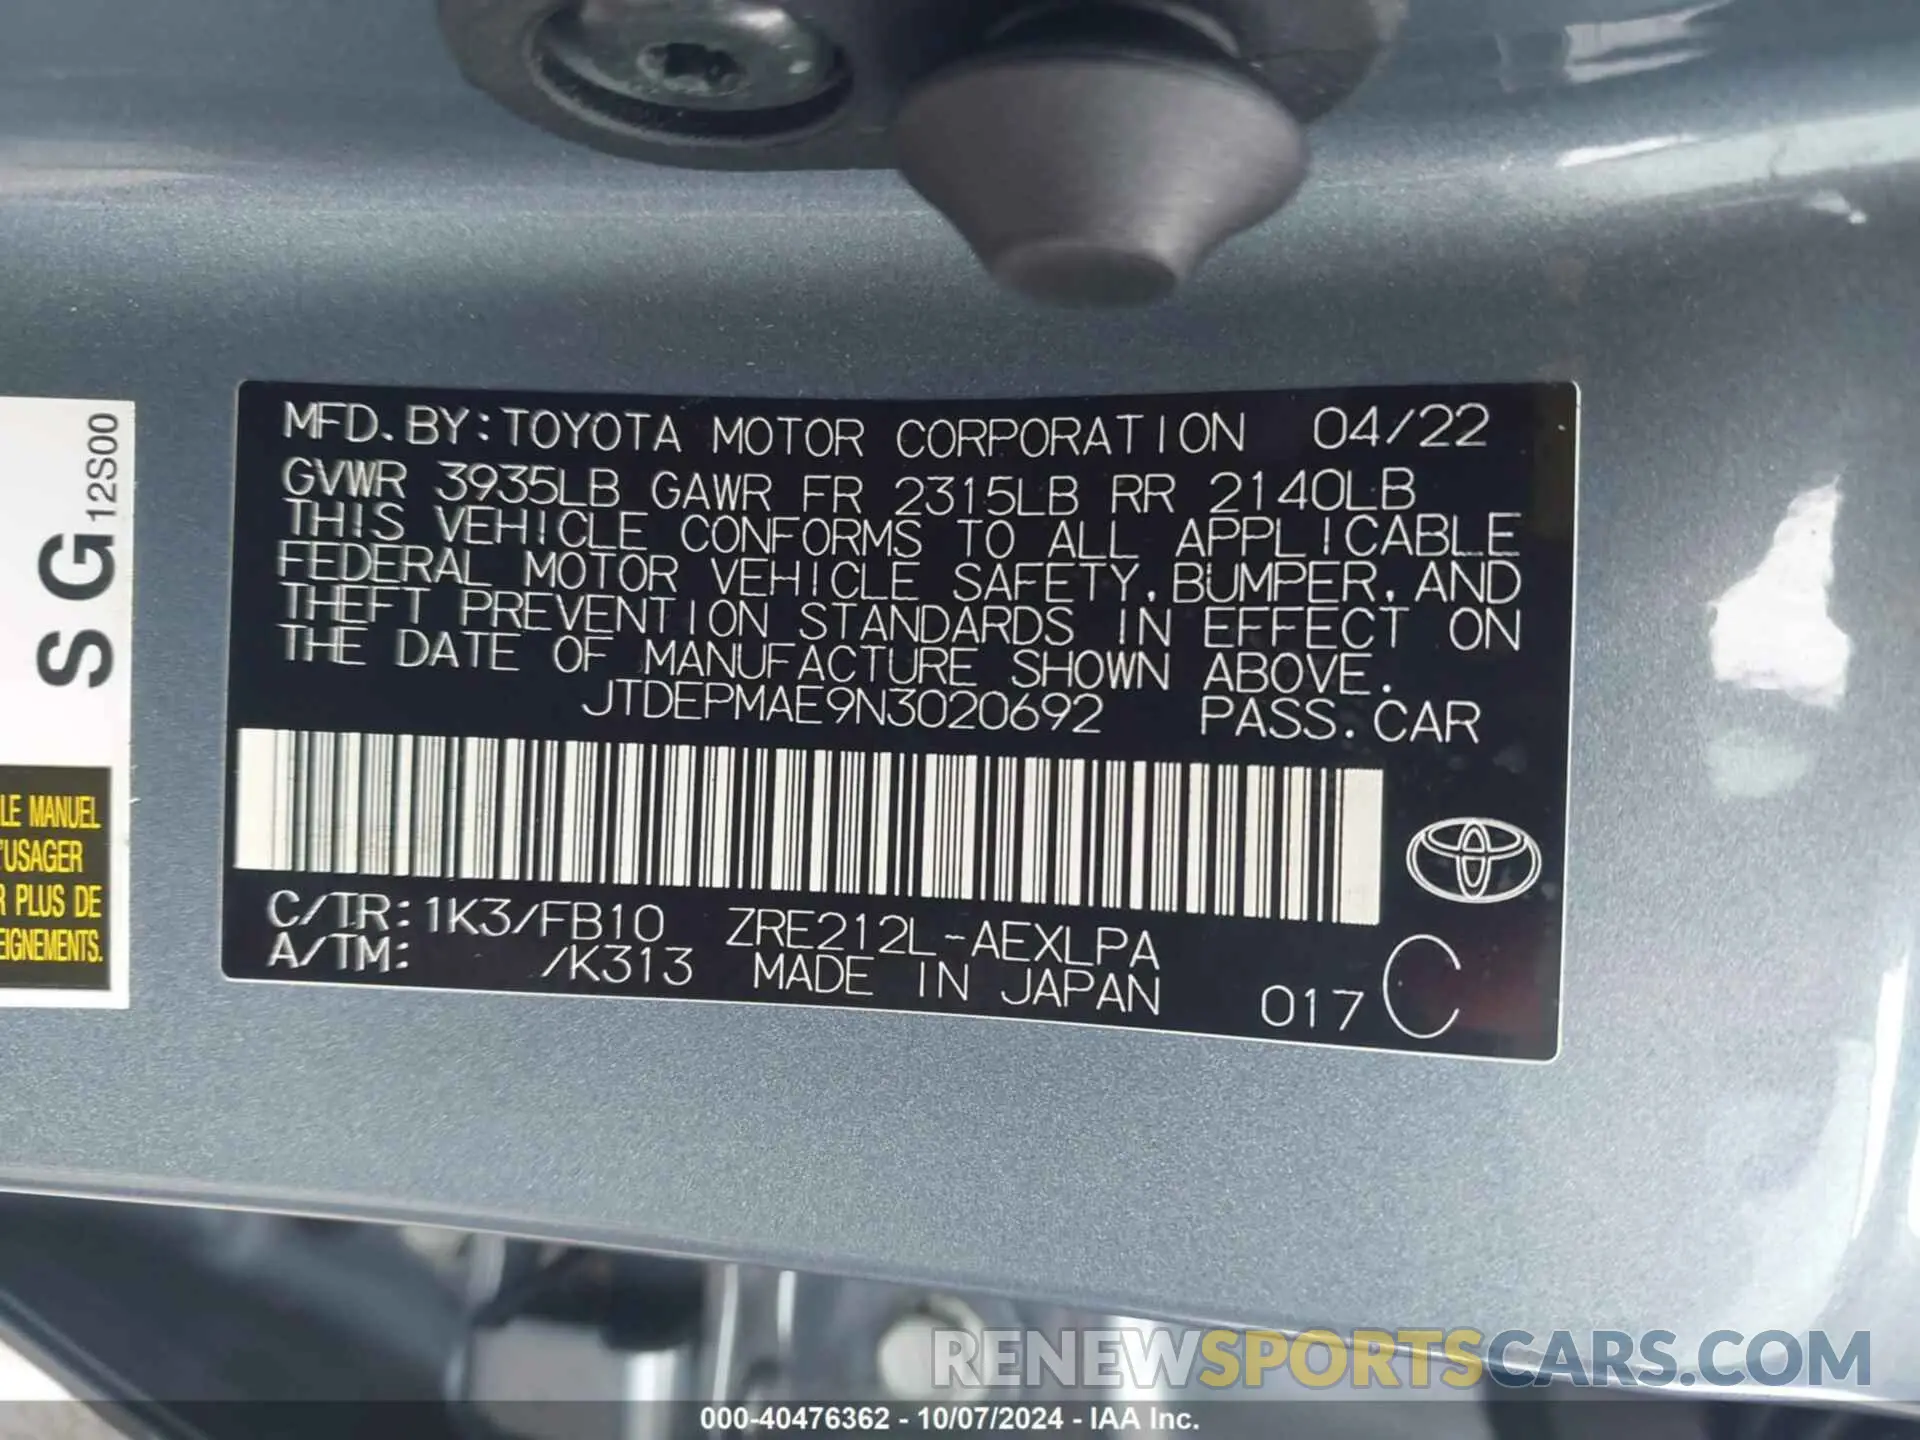 MFD. BY: TOYOTA MOTOR CORPORATION 04/22
GVWR 3935LB GAWR FR 2315LB RR 2140LB
THIS VEHICLE CONFORMS TO ALL APPLICABLE
FEDERAL MOTOR VEHICLE SAFETY, BUMPER, AND
THEFT PREVENTION STANDARDS IN EFFECT ON
THE DATE OF MANUFACTURE SHOWN ABOVE.
JTDEPMAE9N3020692 PASS. CAR
C/TR: 1K3/FB10 ZRE212L-AEXLPA
A/TM: /K313 MADE IN JAPAN 017 C
SG 12S00
LE MANUEL
'USAGER
R PLUS DE
EIGNEMENTS.
RENEWSPORTSCARS.COM
000-40476362 - 10/07/2024 - IAA Inc.